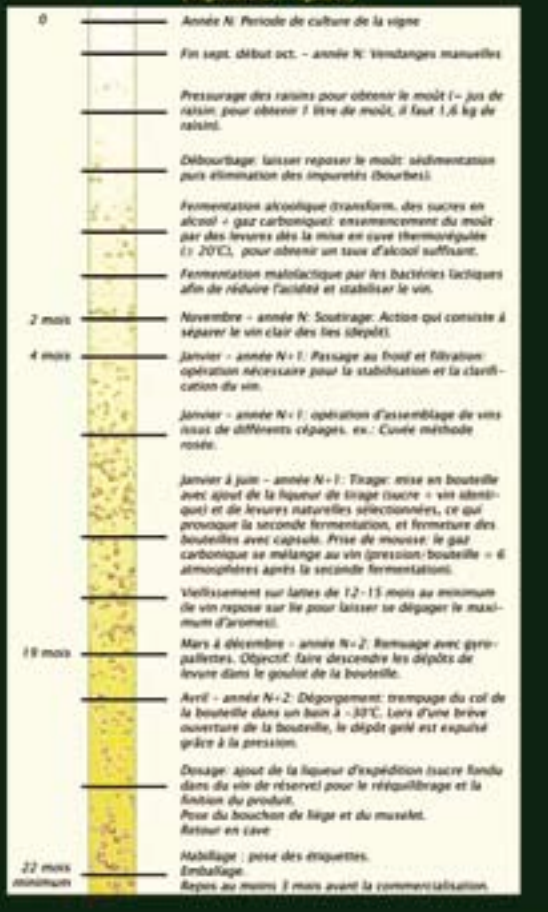 0
Année N: Periode de culture de la vigne
Fin sept. début oct. - année N: Vendanges manuelles
Pressurage des raisins pour obtenir le moût (= jus de
raisin: pour obtenir 1 litre de moût, il faut 1,6 kg de
raisin).
Débourbage: laisser reposer le moût: sédimentation
puis élimination des impuretés (bourbes).
Fermentation alcoolique (transform. des sucres en
alcool + gaz carbonique): ensemencement du moût
par des levures dès la mise en cuve thermorégulée
20°C), pour obtenir un taux d'alcool suffisant.
Fermentation malolactique par les bactéries lactiques
afin de réduire l'acidité et stabiliser le vin.
2 mois
Novembre - année N: Soutirage: Action qui consiste à
séparer le vin clair des lies (depôt).
4 mois
Janvier - année N+1: Passage au froid et filtration:
opération nécessaire pour la stabilisation et la clarifi-
cation du vin.
Janvier - année N+1: opération d'assemblage de vins
issus de différents cépages. ex.: Cuvée méthode
rosée.
Janvier à juin - année N+1: Tirage: mise en bouteille
avec ajout de la liqueur de tirage (sucre + vin identi-
que) et de levures naturelles sélectionnées, ce qui
provoque la seconde fermentation, et fermeture des
bouteilles avec capsule. Prise de mousse: le gaz
carbonique se mélange au vin (pression/bouteille = 6
atmosphères après la seconde fermentation).
Vieillissement sur lattes de 12-15 mois au minimum
(le vin repose sur lie pour laisser se dégager le maxi-
mum d'aromes).
19 mois
Mars à décembre - année N+2: Remuage avec gyro-
pallettes. Objectif: faire descendre les dépôts de
levure dans le goulot de la bouteille.
Avril - année N+2: Dégorgement: trempage du col de
la bouteille dans un bain à -30°C. Lors d'une brève
ouverture de la bouteille, le dépôt gelé est expulsé
grâce à la pression.
Dosage: ajout de la liqueur d'expédition (sucre fondu
dans du vin de réserve) pour le rééquilibrage et la
finition du produit.
Pose du bouchon de liège et du muselet.
Retour en cave
22 mois
minimum
Habillage : pose des étiquettes.
Emballage.
Repos au moins 3 mois avant la commercialisation.